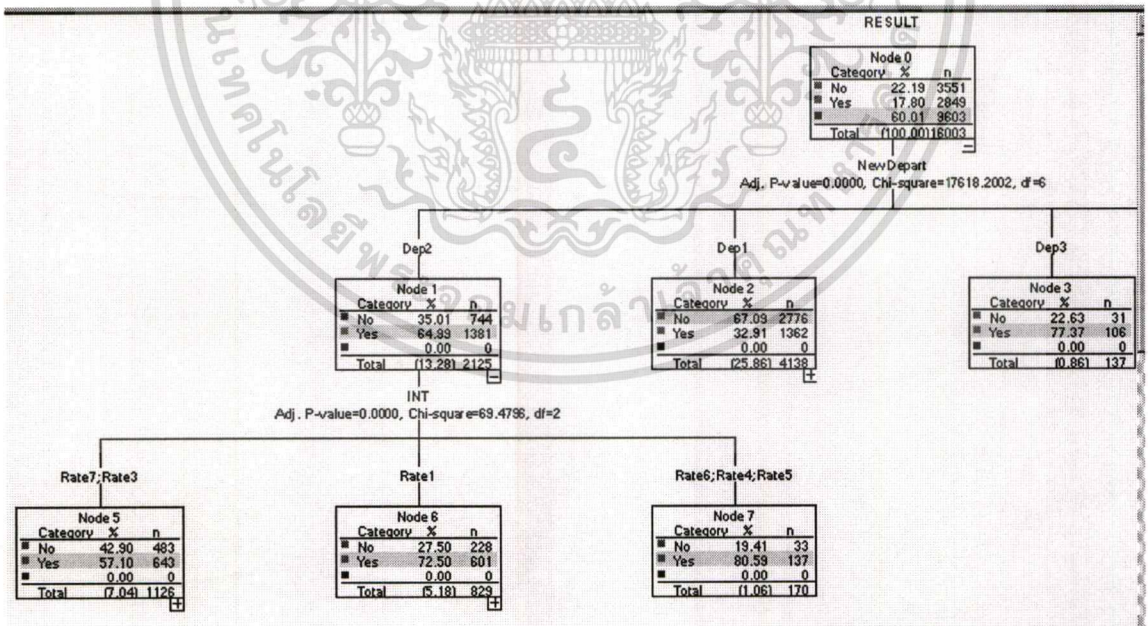 RESULT
Node 0
Category % n
No 22.19 3551
Yes 17.80 2849
60.01 9603
Total (100.00) 16003
NewDepart
Adj. P-value=0.0000, Chi-square=17618.2002, df=6
Dep2
Dep1
Dep3
Node 1
Category % n
No 35.01 744
Yes 64.99 1381
0.00 0
Total (13.28) 2125
Node 2
Category % n
No 67.09 2776
Yes 32.91 1362
0.00 0
Total (25.86) 4138
Node 3
Category % n
No 22.63 31
Yes 77.37 106
0.00 0
Total (0.86) 137
INT
Adj. P-value=0.0000, Chi-square=69.4796, df=2
Rate7;Rate3
Rate1
Rate6;Rate4;Rate5
Node 5
Category % n
No 42.90 483
Yes 57.10 643
0.00 0
Total (7.04) 1126
Node 6
Category % n
No 27.50 228
Yes 72.50 601
0.00 0
Total (5.18) 829
Node 7
Category % n
No 19.41 33
Yes 80.59 137
0.00 0
Total (1.06) 170